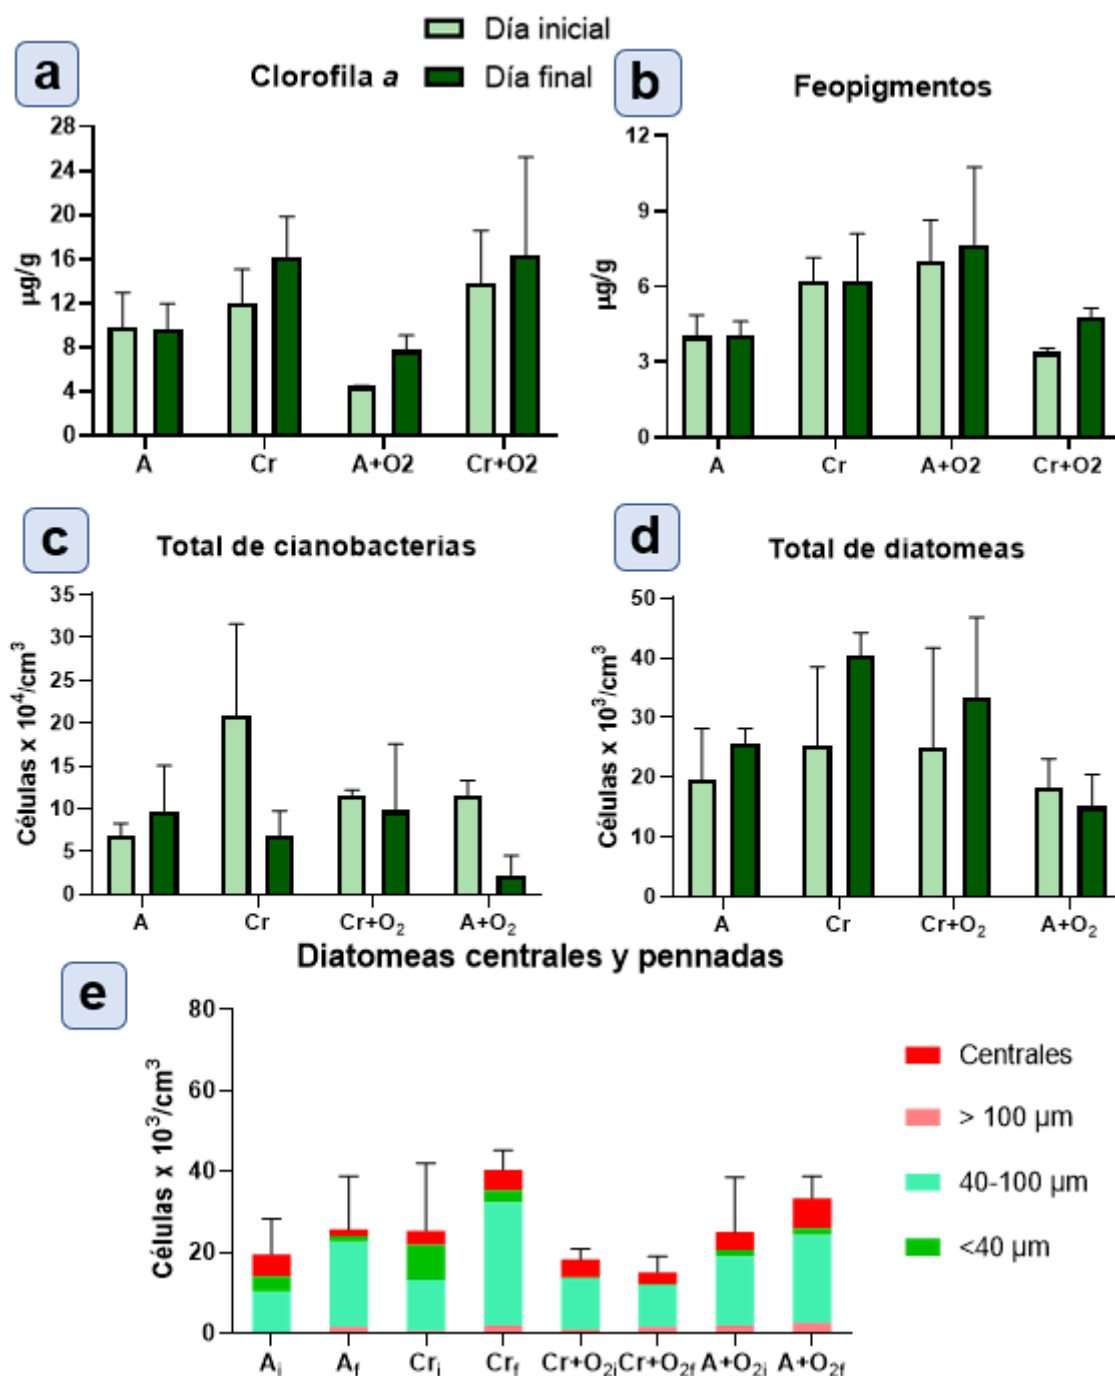 Día inicial
Día final
a
Clorofila a
µg/g
28
24
20
16
12
8
4
0
A Cr A+O2 Cr+O2
b
Feopigmentos
µg/g
12
9
6
3
0
A Cr A+O2 Cr+O2
c
Total de cianobacterias
Células x 10⁴/cm³
35
30
25
20
15
10
5
0
A Cr Cr+O₂ A+O₂
d
Total de diatomeas
Células x 10³/cm³
50
40
30
20
10
0
A Cr Cr+O₂ A+O₂
e
Diatomeas centrales y pennadas
Células x 10³/cm³
80
60
40
20
0
Aᵢ A_f Crᵢ Cr_f Cr+O₂ᵢ Cr+O₂f A+O₂ᵢ A+O₂f
Centrales
> 100 µm
40-100 µm
<40 µm